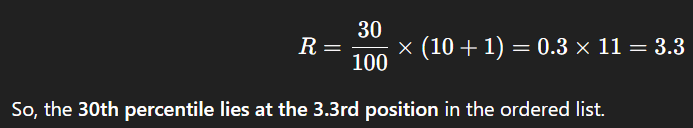 R = 30/100 × (10 + 1) = 0.3 × 11 = 3.3
So, the 30th percentile lies at the 3.3rd position in the ordered list.